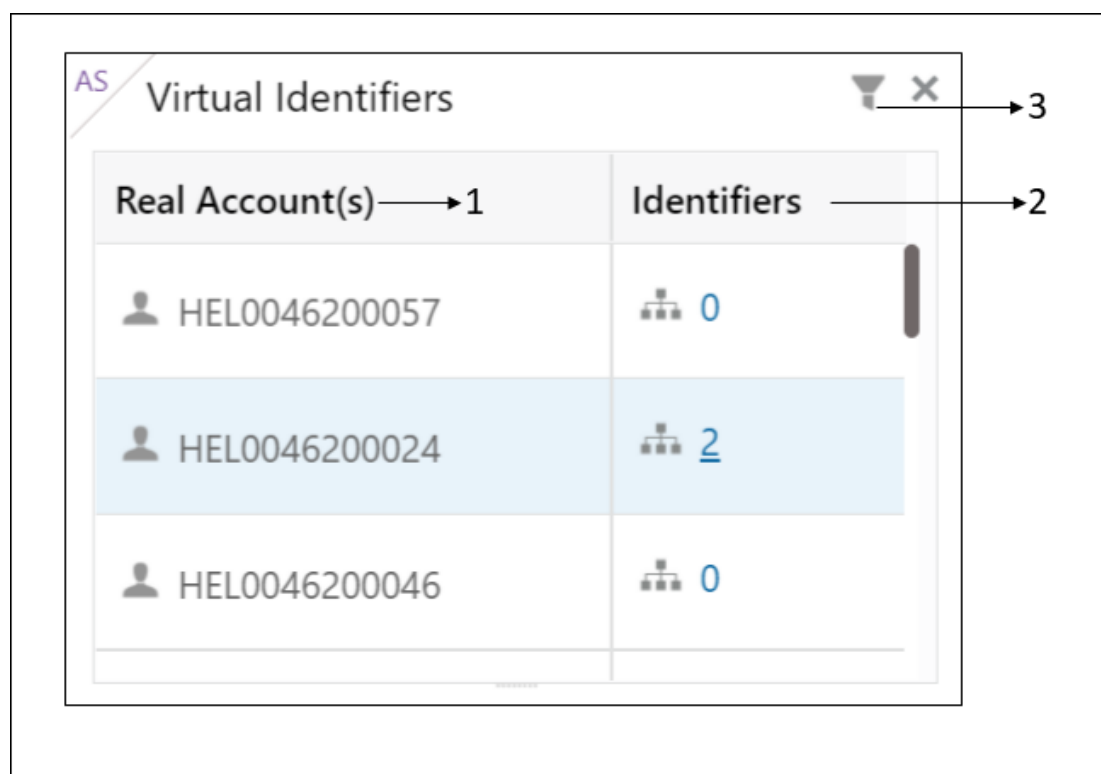 AS
Virtual Identifiers
3
Real Account(s) 1 Identifiers 2
HEL0046200057 0
HEL0046200024 2
HEL0046200046 0